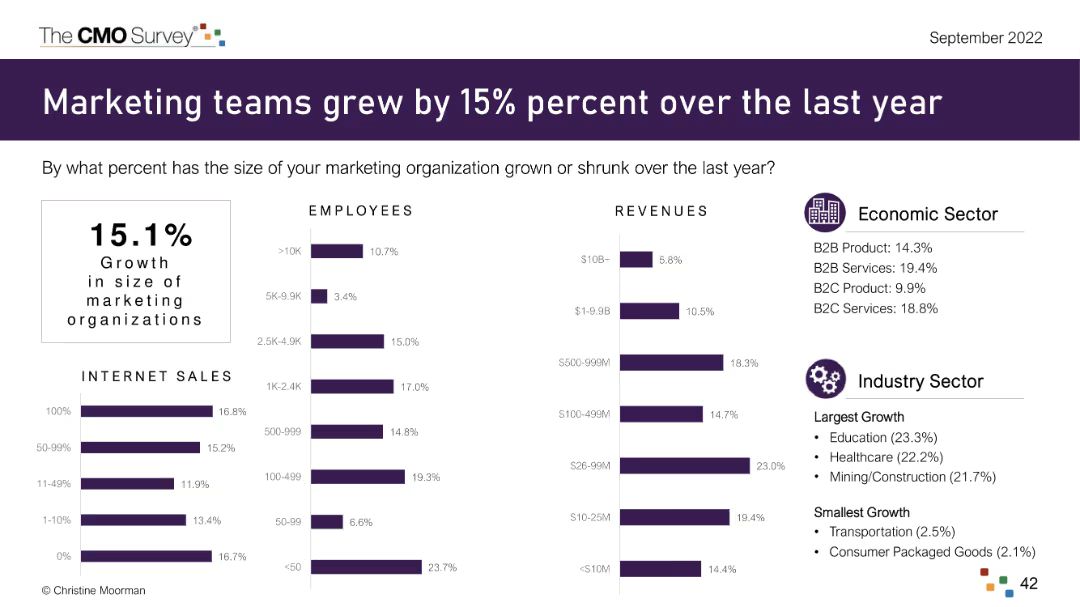 The CMO Survey®
September 2022
Marketing teams grew by 15% percent over the last year
By what percent has the size of your marketing organization grown or shrunk over the last year?
15.1%
Growth
in size of
marketing
organizations
INTERNET SALES
100% 16.8%
50-99% 15.2%
11-49% 11.9%
1-10% 13.4%
0% 16.7%
EMPLOYEES
>10K 10.7%
5K-9.9K 3.4%
2.5K-4.9K 15.0%
1K-2.4K 17.0%
500-999 14.8%
100-499 19.3%
50-99 6.6%
<50 23.7%
REVENUES
$10B+ 5.8%
$1-9.9B 10.5%
$500-999M 18.3%
$100-499M 14.7%
$26-99M 23.0%
$10-25M 19.4%
<$10M 14.4%
Economic Sector
B2B Product: 14.3%
B2B Services: 19.4%
B2C Product: 9.9%
B2C Services: 18.8%
Industry Sector
Largest Growth
• Education (23.3%)
• Healthcare (22.2%)
• Mining/Construction (21.7%)
Smallest Growth
• Transportation (2.5%)
• Consumer Packaged Goods (2.1%)
© Christine Moorman
42